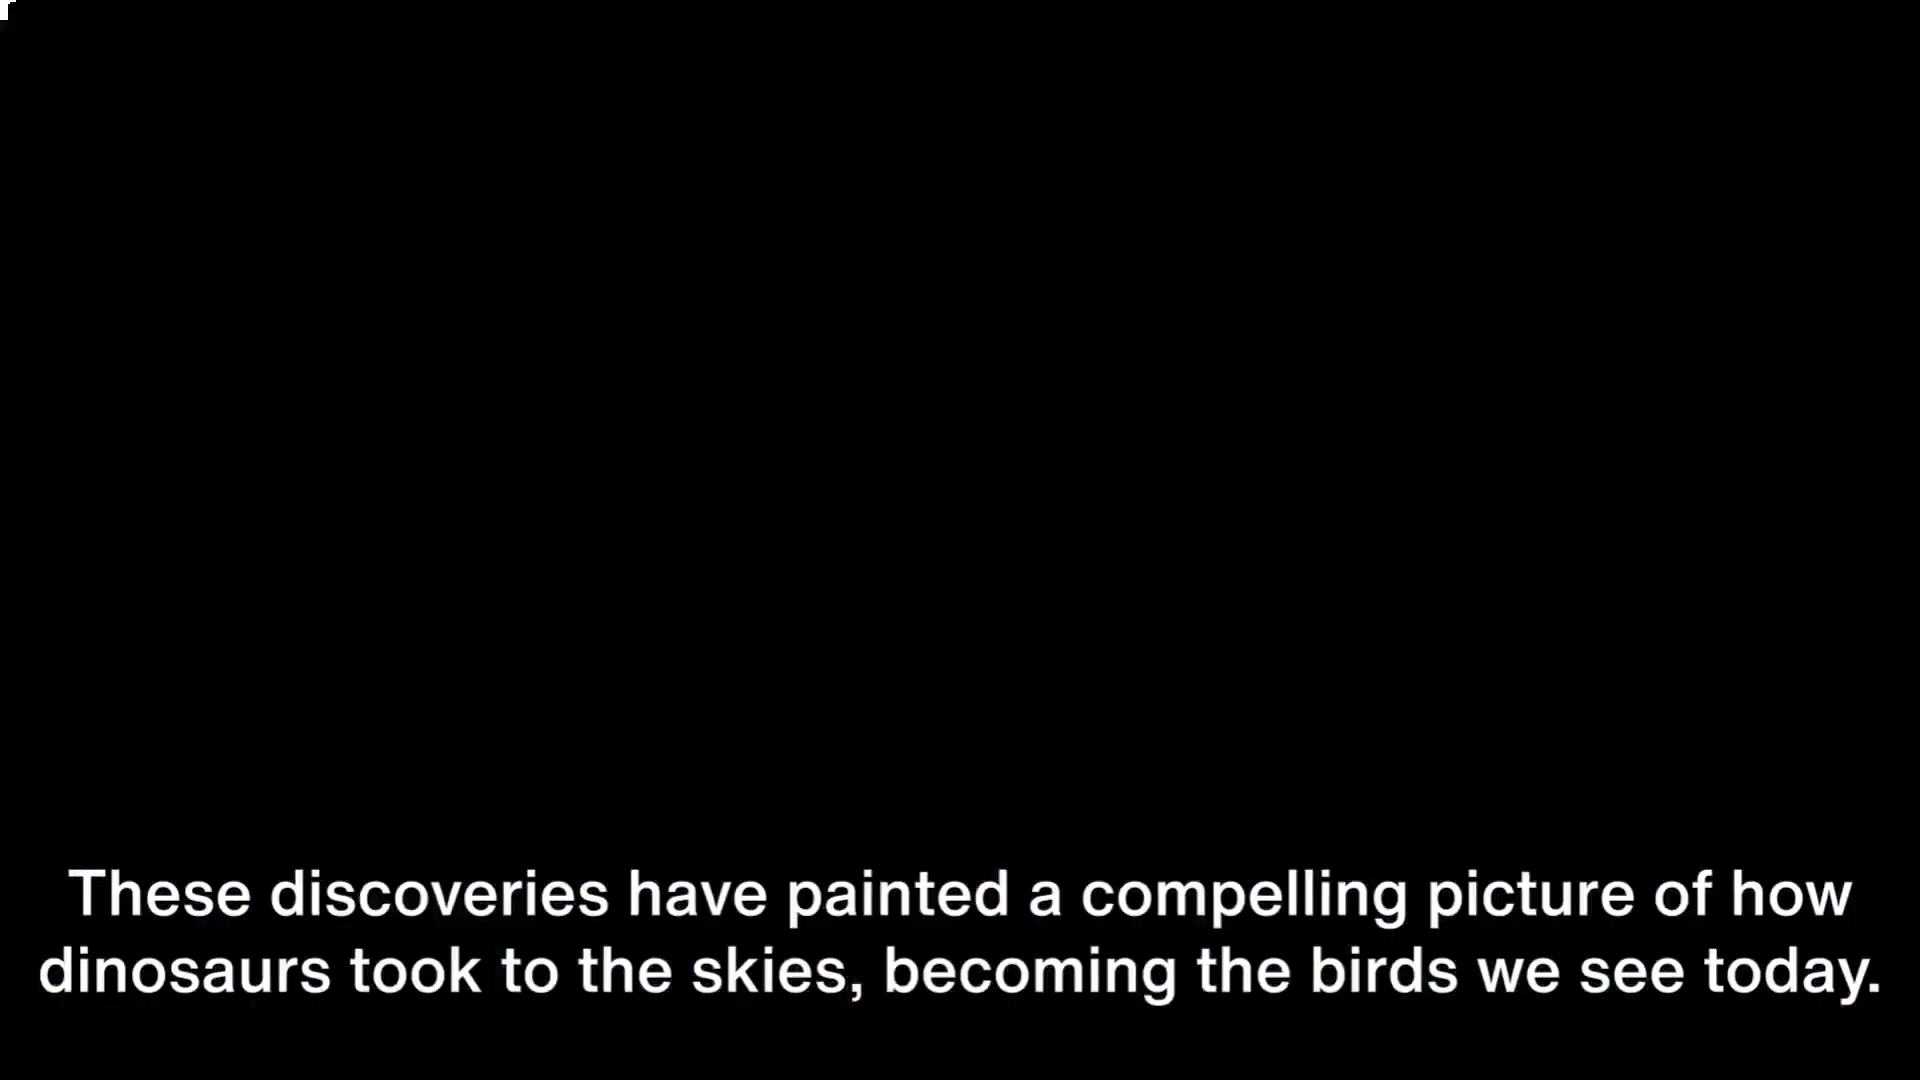 These discoveries have painted a compelling picture of how
dinosaurs took to the skies, becoming the birds we see today.